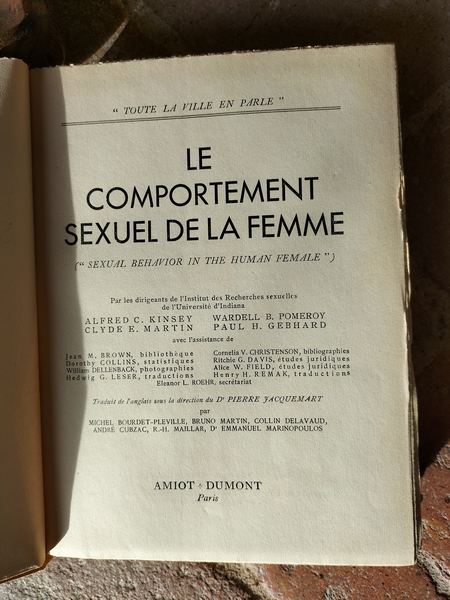 " TOUTE LA VILLE EN PARLE "
LE
COMPORTEMENT
SEXUEL DE LA FEMME
(" SEXUAL BEHAVIOR IN THE HUMAN FEMALE ")
Par les dirigeants de l'Institut des Recherches sexuelles
de l'Université d'Indiana
ALFRED C. KINSEY WARDELL B. POMEROY
CLYDE E. MARTIN PAUL H. GEBHARD
avec l'assistance de
Jean M. BROWN, bibliothèque Cornelia V. CHRISTENSON, bibliographies
Dorothy COLLINS, statistiques Ritchie G. DAVIS, études juridiques
William DELLENBACK, photographies Alice W. FIELD, études juridiques
Hedwig G. LESER, traductions Henry H. REMAK, traductions
Eleanor L. ROEHR, secrétariat
Traduit de l'anglais sous la direction du Dr PIERRE JACQUEMART
par
MICHEL BOURDET-PLEVILLE, BRUNO MARTIN, COLLIN DELAVAUD,
ANDRÉ CUBZAC, R.-H. MAILLAR, Dr EMMANUEL MARINOPOULOS
AMIOT ÷ DUMONT
Paris